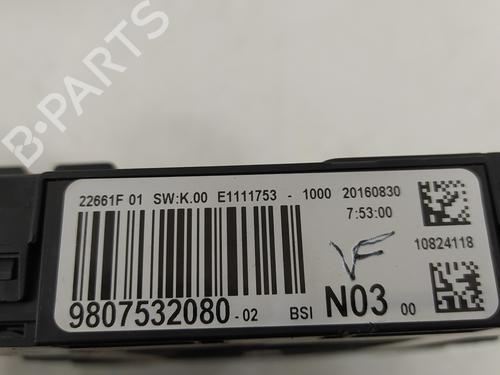 B-PARTS
22661F 01 SW:K.00 E1111753 - 1000 20160830
7:53:00
VF
10824118
9807532080-02 BSI N03 00